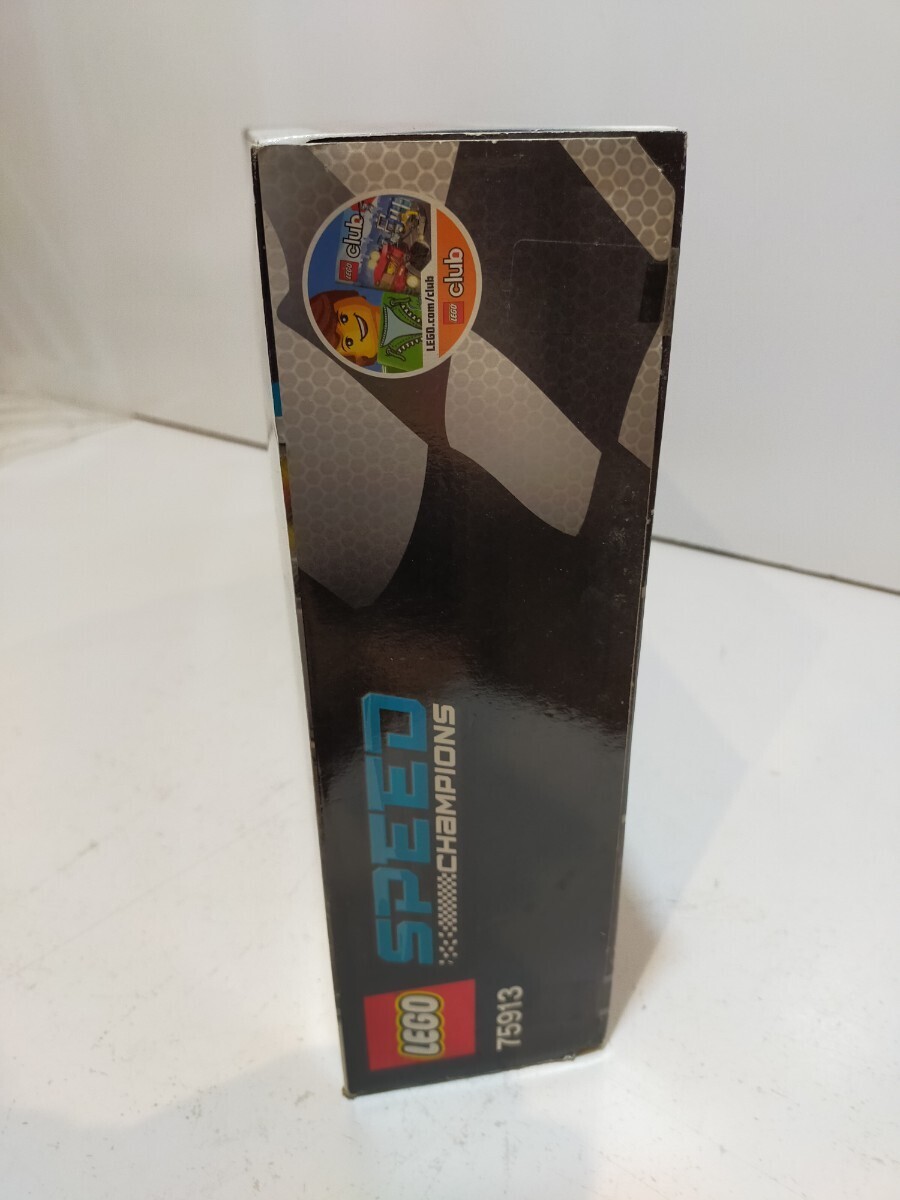 LEGO club
LEGO.com/club
LEGO club
LEGO
SPEED
CHAMPIONS
75913